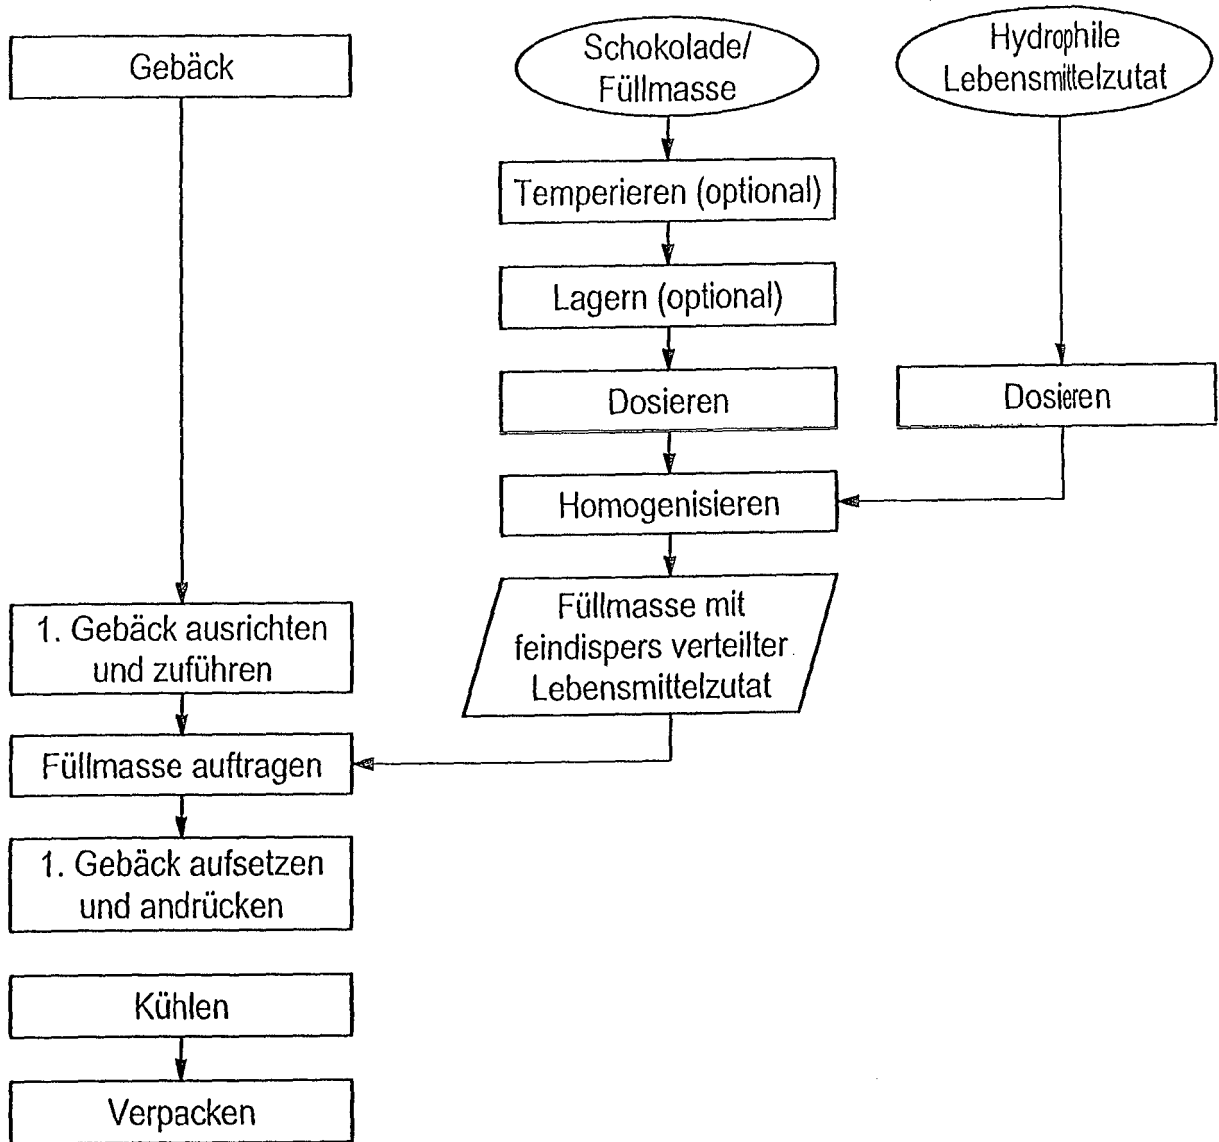 Gebäck
Schokolade/
Füllmasse
Hydrophile
Lebensmittelzutat
Temperieren (optional)
Lagern (optional)
Dosieren
Dosieren
Homogenisieren
Füllmasse mit
feindispers verteilter
Lebensmittelzutat
1. Gebäck ausrichten
und zuführen
Füllmasse auftragen
1. Gebäck aufsetzen
und andrücken
Kühlen
Verpacken